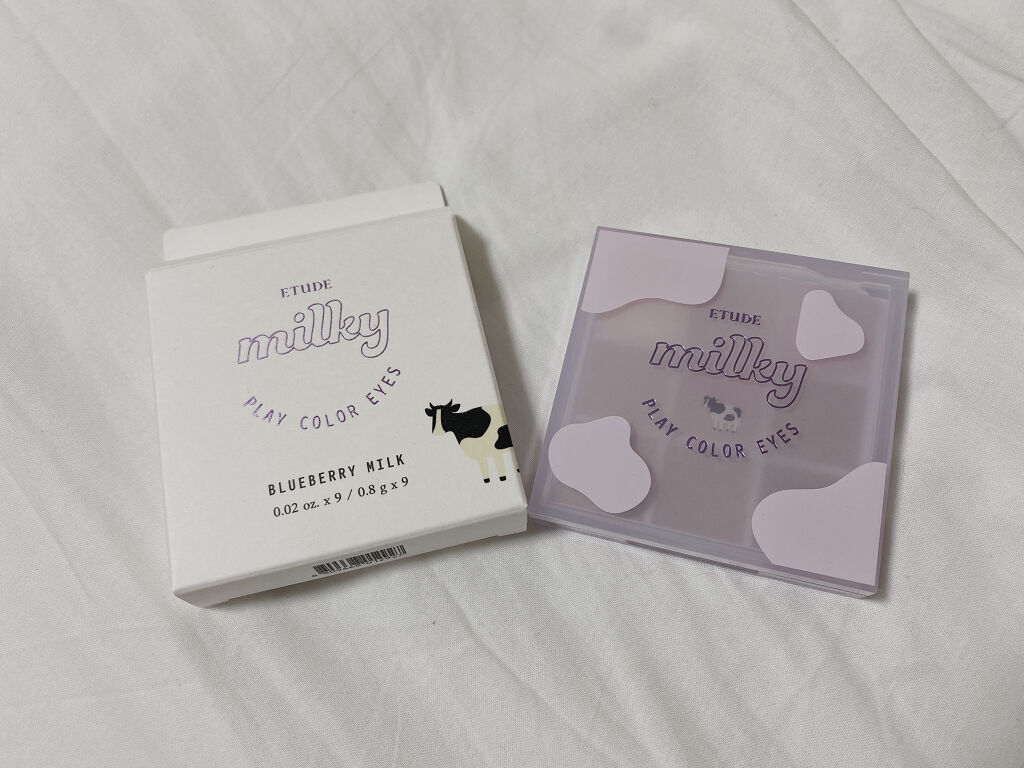 ETUDE
milky
PLAY COLOR EYES
BLUEBERRY MILK
0.02 oz. x 9 / 0.8 g x 9
ETUDE
milky
PLAY COLOR EYES